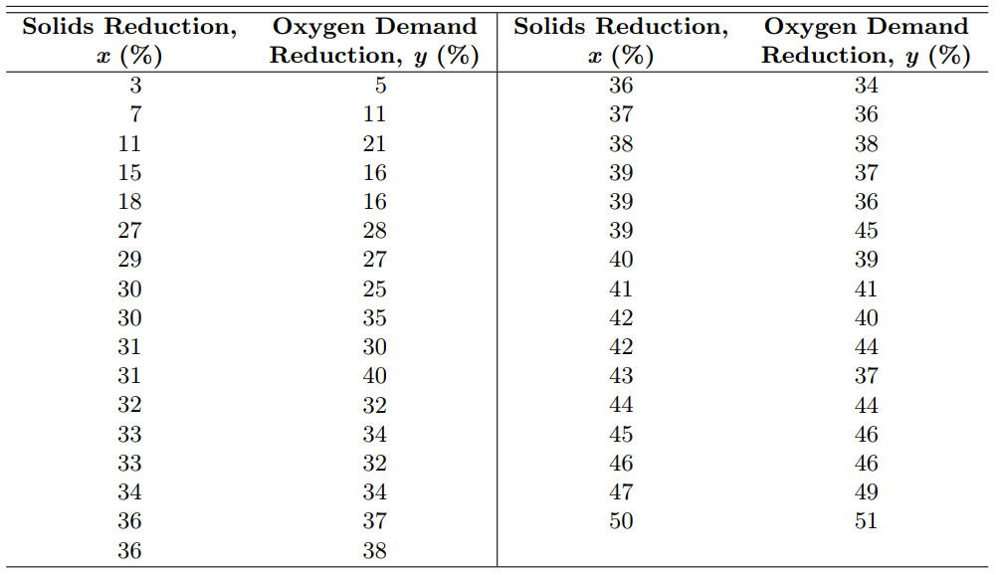 Solids Reduction, Oxygen Demand Solids Reduction, Oxygen Demand
x (%) Reduction, y (%) x (%) Reduction, y (%)
3 5 36 34
7 11 37 36
11 21 38 38
15 16 39 37
18 16 39 36
27 28 39 45
29 27 40 39
30 25 41 41
30 35 42 40
31 30 42 44
31 40 43 37
32 32 44 44
33 34 45 46
33 32 46 46
34 34 47 49
36 37 50 51
36 38